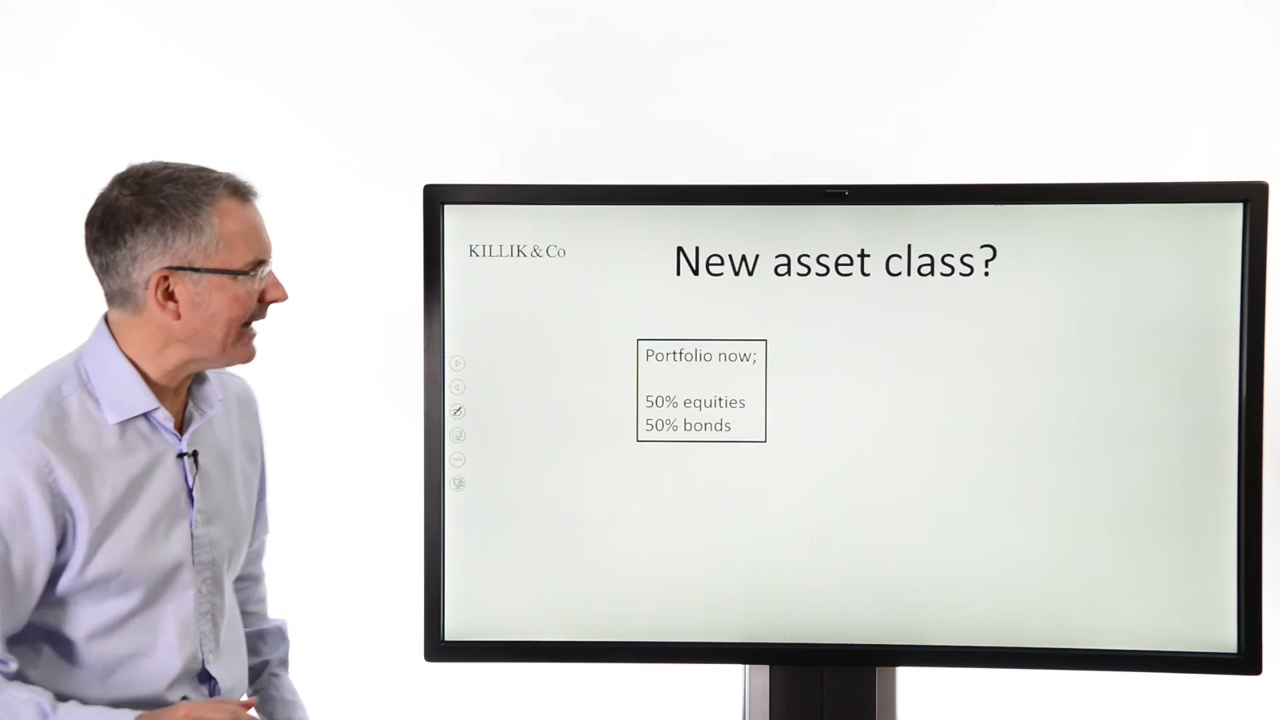 KILLIK & Co
New asset class?
Portfolio now;
50% equities
50% bonds